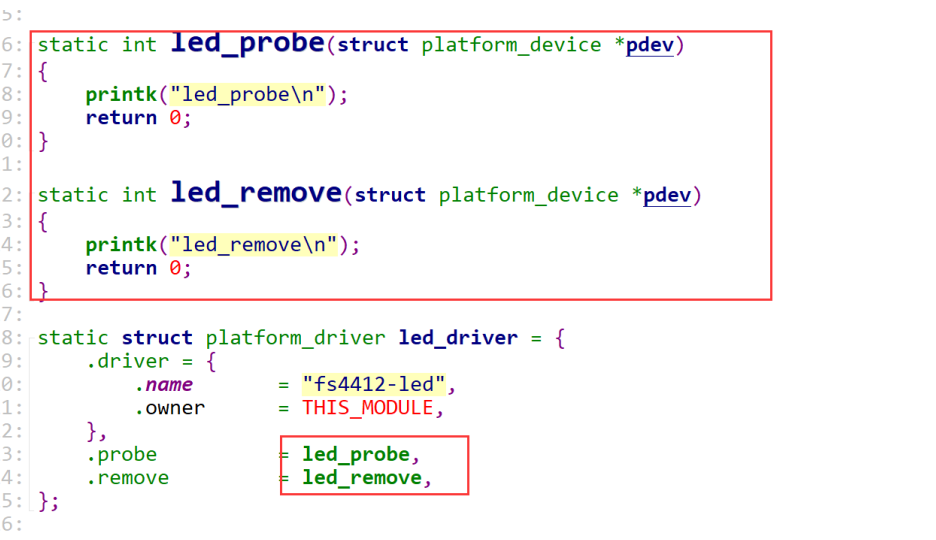 5:
6: static int led_probe(struct platform_device *pdev)
7: {
8:     printk("led_probe\n");
9:     return 0;
0: }
1:
2: static int led_remove(struct platform_device *pdev)
3: {
4:     printk("led_remove\n");
5:     return 0;
6: }
7:
8: static struct platform_driver led_driver = {
9:     .driver = {
0:         .name       = "fs4412-led",
1:         .owner      = THIS_MODULE,
2:     },
3:     .probe          = led_probe,
4:     .remove         = led_remove,
5: };
6: